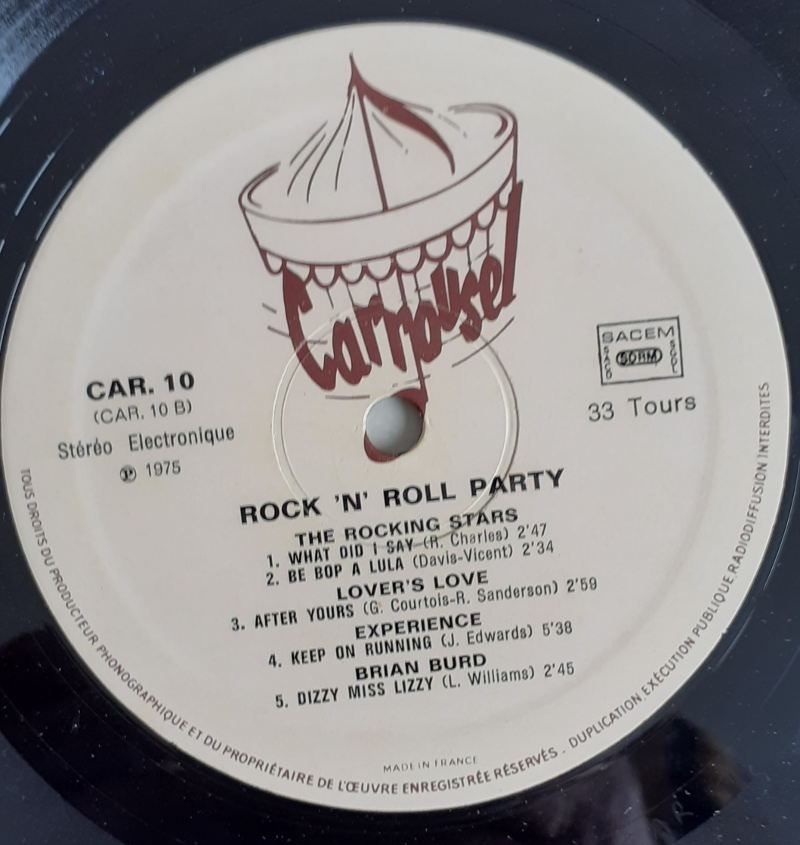 Carrousel
SACEM
SACD SDRM SGDL
CAR. 10
(CAR. 10 B)
Stéréo Electronique
℗ 1975
33 Tours
ROCK 'N' ROLL PARTY
THE ROCKING STARS
1. WHAT DID I SAY (R. Charles) 2'47
2. BE BOP A LULA (Davis-Vicent) 2'34
LOVER'S LOVE
3. AFTER YOURS (G. Courtois-R. Sanderson) 2'59
EXPERIENCE
4. KEEP ON RUNNING (J. Edwards) 5'38
BRIAN BURD
5. DIZZY MISS LIZZY (L. Williams) 2'45
MADE IN FRANCE
TOUS DROITS DU PRODUCTEUR PHONOGRAPHIQUE ET DU PROPRIÉTAIRE DE L'ŒUVRE ENREGISTRÉE RÉSERVÉS - DUPLICATION EXÉCUTION PUBLIQUE RADIODIFFUSION INTERDITES